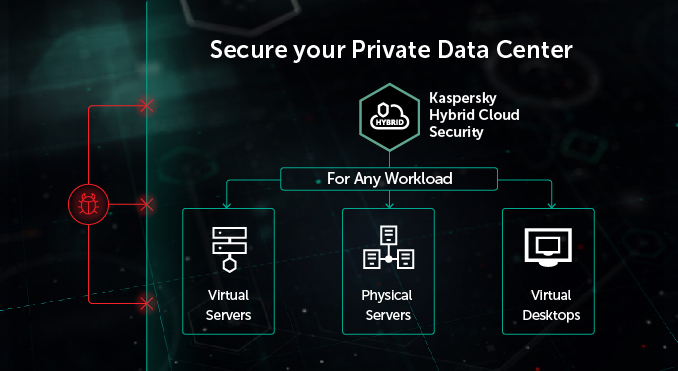 Secure your Private Data Center
HYBRID
Kaspersky
Hybrid Cloud
Security
For Any Workload
Virtual
Servers
Physical
Servers
Virtual
Desktops